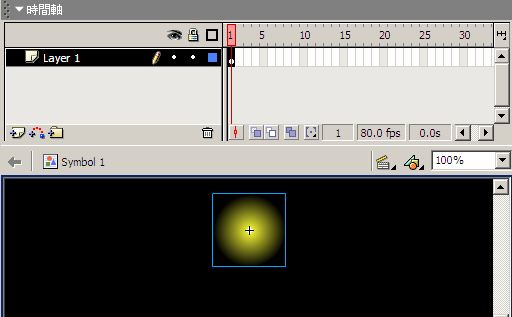 時間軸
1 5 10 15 20 25 30
Layer 1
1 80.0 fps 0.0s
Symbol 1 100%